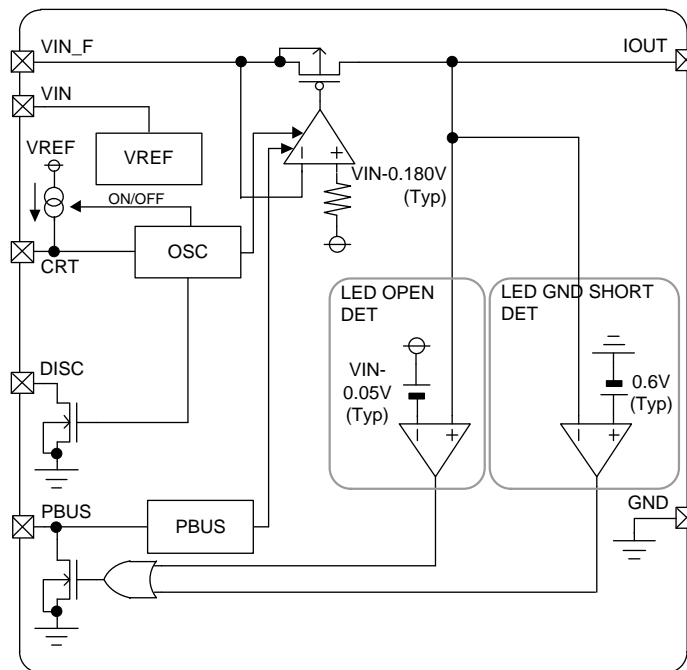 VIN_F
IOUT
VIN
VREF
VREF
VIN-0.180V
(Typ)
ON/OFF
OSC
CRT
LED OPEN
DET
LED GND SHORT
DET
DISC
VIN-
0.05V
(Typ)
0.6V
(Typ)
PBUS
PBUS
GND